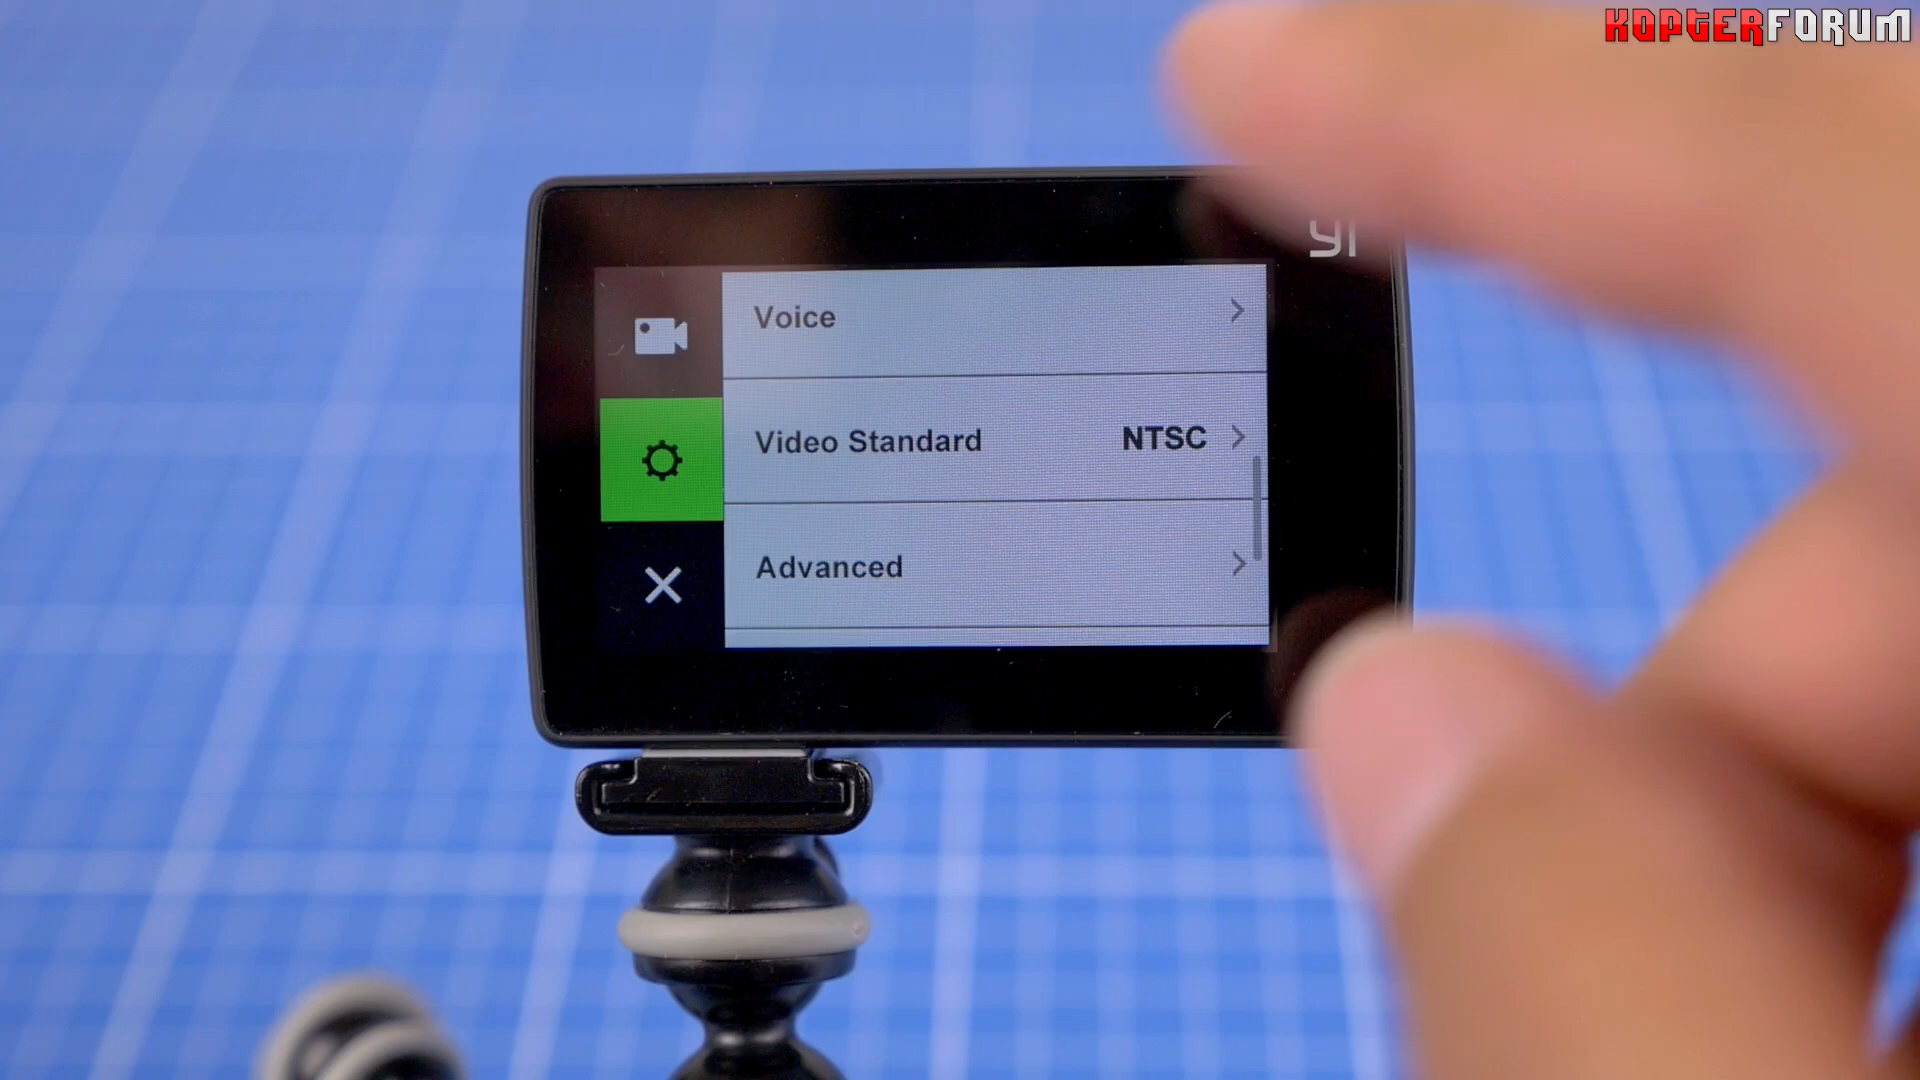 KOPTERFORUM
YI
Voice
Video Standard NTSC
Advanced